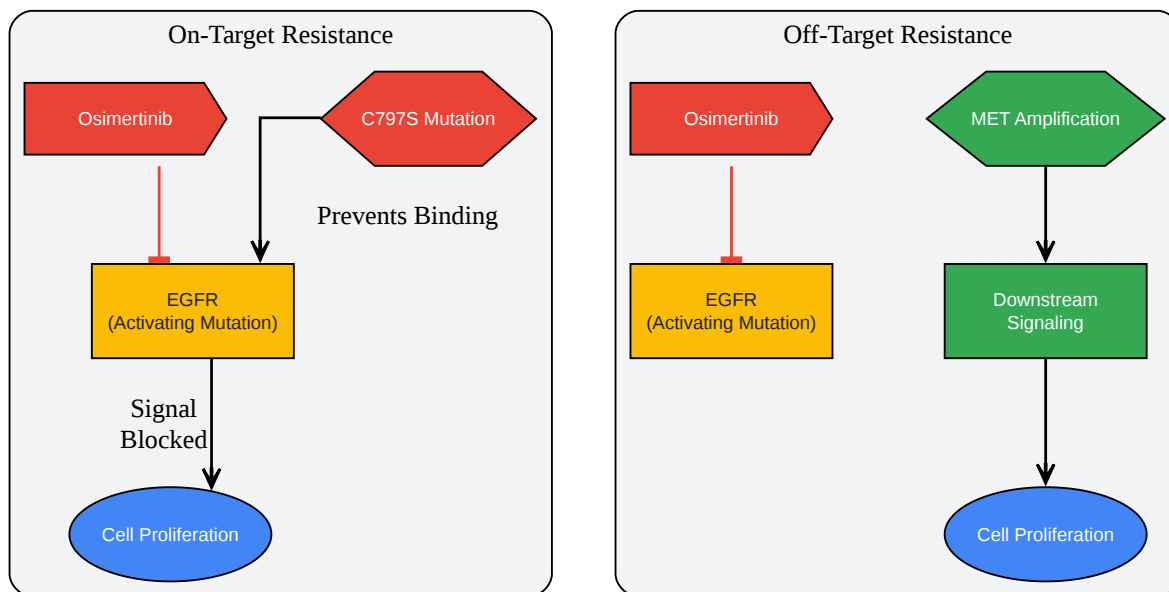 On-Target Resistance
Osimertinib
C797S Mutation
Prevents Binding
EGFR
(Activating Mutation)
Signal
Blocked
Cell Proliferation
Off-Target Resistance
Osimertinib
MET Amplification
EGFR
(Activating Mutation)
Downstream
Signaling
Cell Proliferation